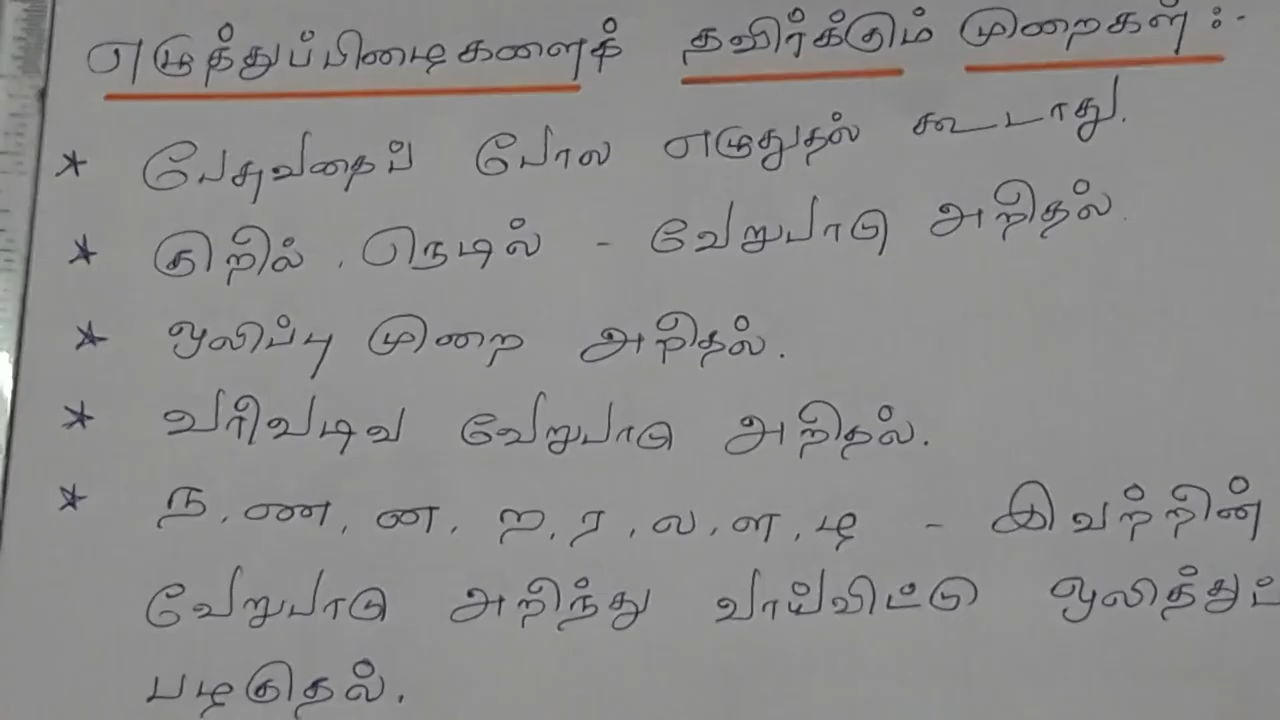 எழுத்துப்பிழைகளைத் தவிர்க்கும் முறைகள் :-
* பேசுவதைப் போல எழுதுதல் கூடாது.
* குறில், நெடில் - வேறுபாடு அறிதல்.
* ஒலிப்பு முறை அறிதல்.
* வரிவடிவ வேறுபாடு அறிதல்.
* ந, ண, ன, ற, ர, ல, ள, ழ - இவற்றின்
வேறுபாடு அறிந்து வாய்விட்டு ஒலித்துப்
பழகுதல்.